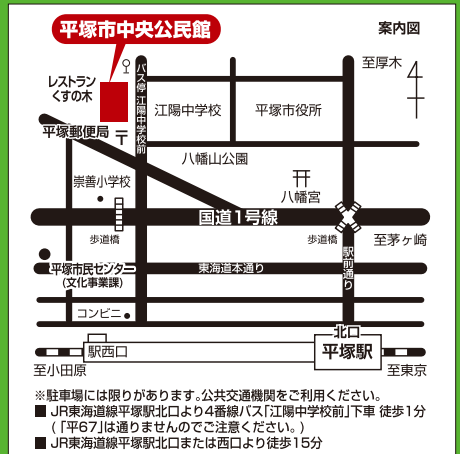 平塚市中央公民館
案内図
レストラン
くすの木
バス停 江陽中学校前
至厚木
江陽中学校
平塚市役所
平塚郵便局
〒
八幡山公園
崇善小学校
八幡宮
国道1号線
歩道橋
歩道橋
至茅ヶ崎
駅前通り
平塚市民センター
(文化事業課)
東海道本通り
コンビニ
北口
駅西口
平塚駅
至小田原
至東京
※駐車場には限りがあります。公共交通機関をご利用ください。
■ JR東海道線平塚駅北口より4番線バス「江陽中学校前」下車 徒歩1分
(「平67」は通りませんのでご注意ください。)
■ JR東海道線平塚駅北口または西口より徒歩15分